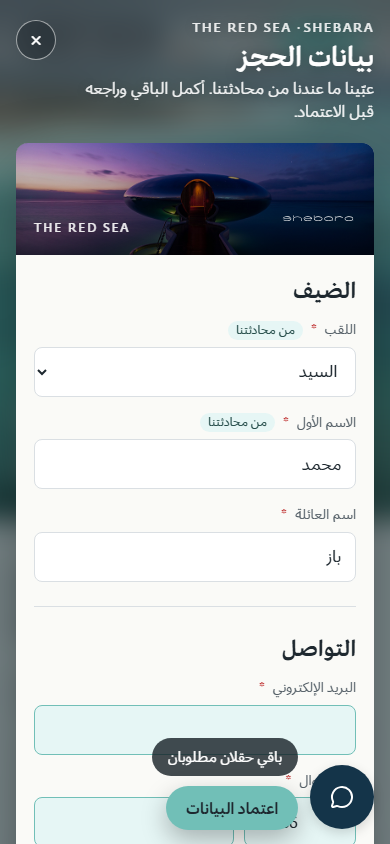 THE RED SEA · SHEBARA
بيانات الحجز
عبّينا ما عندنا من محادثتنا. أكمل الباقي وراجعه
قبل الاعتماد.
shebara
THE RED SEA
الضيف
اللقب * من محادثتنا
السيد
الاسم الأول * من محادثتنا
محمد
اسم العائلة *
باز
التواصل
البريد الإلكتروني *
باقي حقلان مطلوبان
اعتماد البيانات